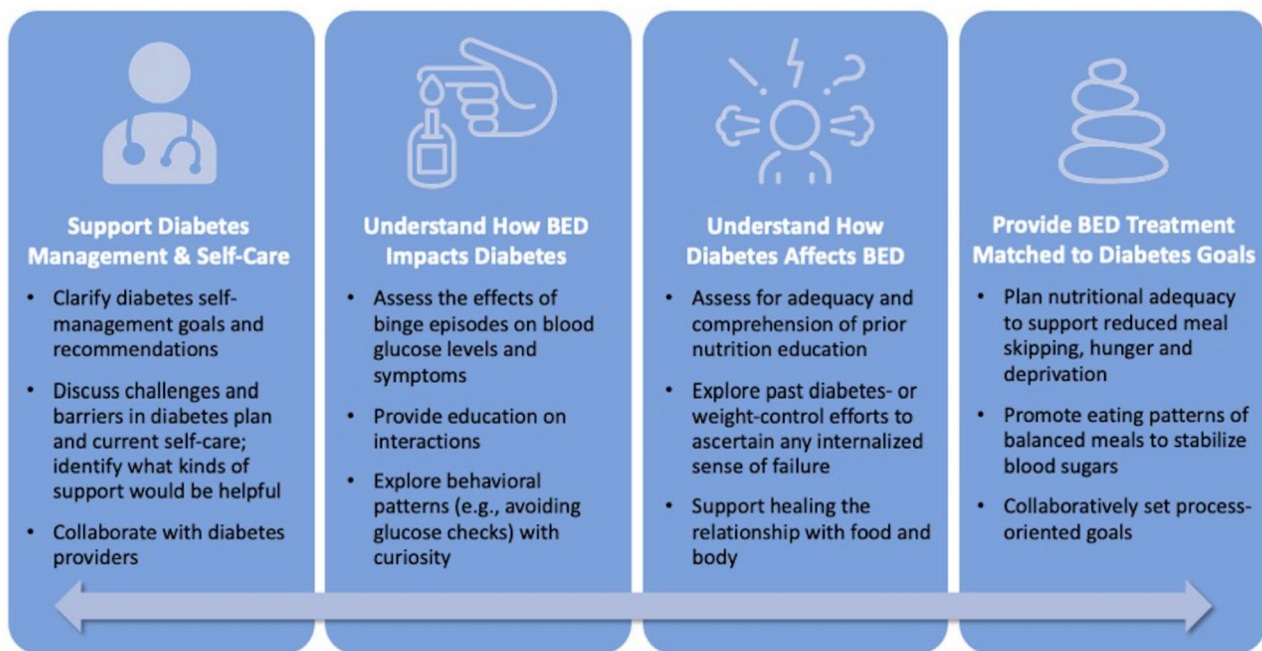 Support Diabetes
Management & Self-Care
• Clarify diabetes self-
management goals and
recommendations
• Discuss challenges and
barriers in diabetes plan
and current self-care;
identify what kinds of
support would be helpful
• Collaborate with diabetes
providers
Understand How BED
Impacts Diabetes
• Assess the effects of
binge episodes on blood
glucose levels and
symptoms
• Provide education on
interactions
• Explore behavioral
patterns (e.g., avoiding
glucose checks) with
curiosity
Understand How
Diabetes Affects BED
• Assess for adequacy and
comprehension of prior
nutrition education
• Explore past diabetes- or
weight-control efforts to
ascertain any internalized
sense of failure
• Support healing the
relationship with food and
body
Provide BED Treatment
Matched to Diabetes Goals
• Plan nutritional adequacy
to support reduced meal
skipping, hunger and
deprivation
• Promote eating patterns of
balanced meals to stabilize
blood sugars
• Collaboratively set process-
oriented goals